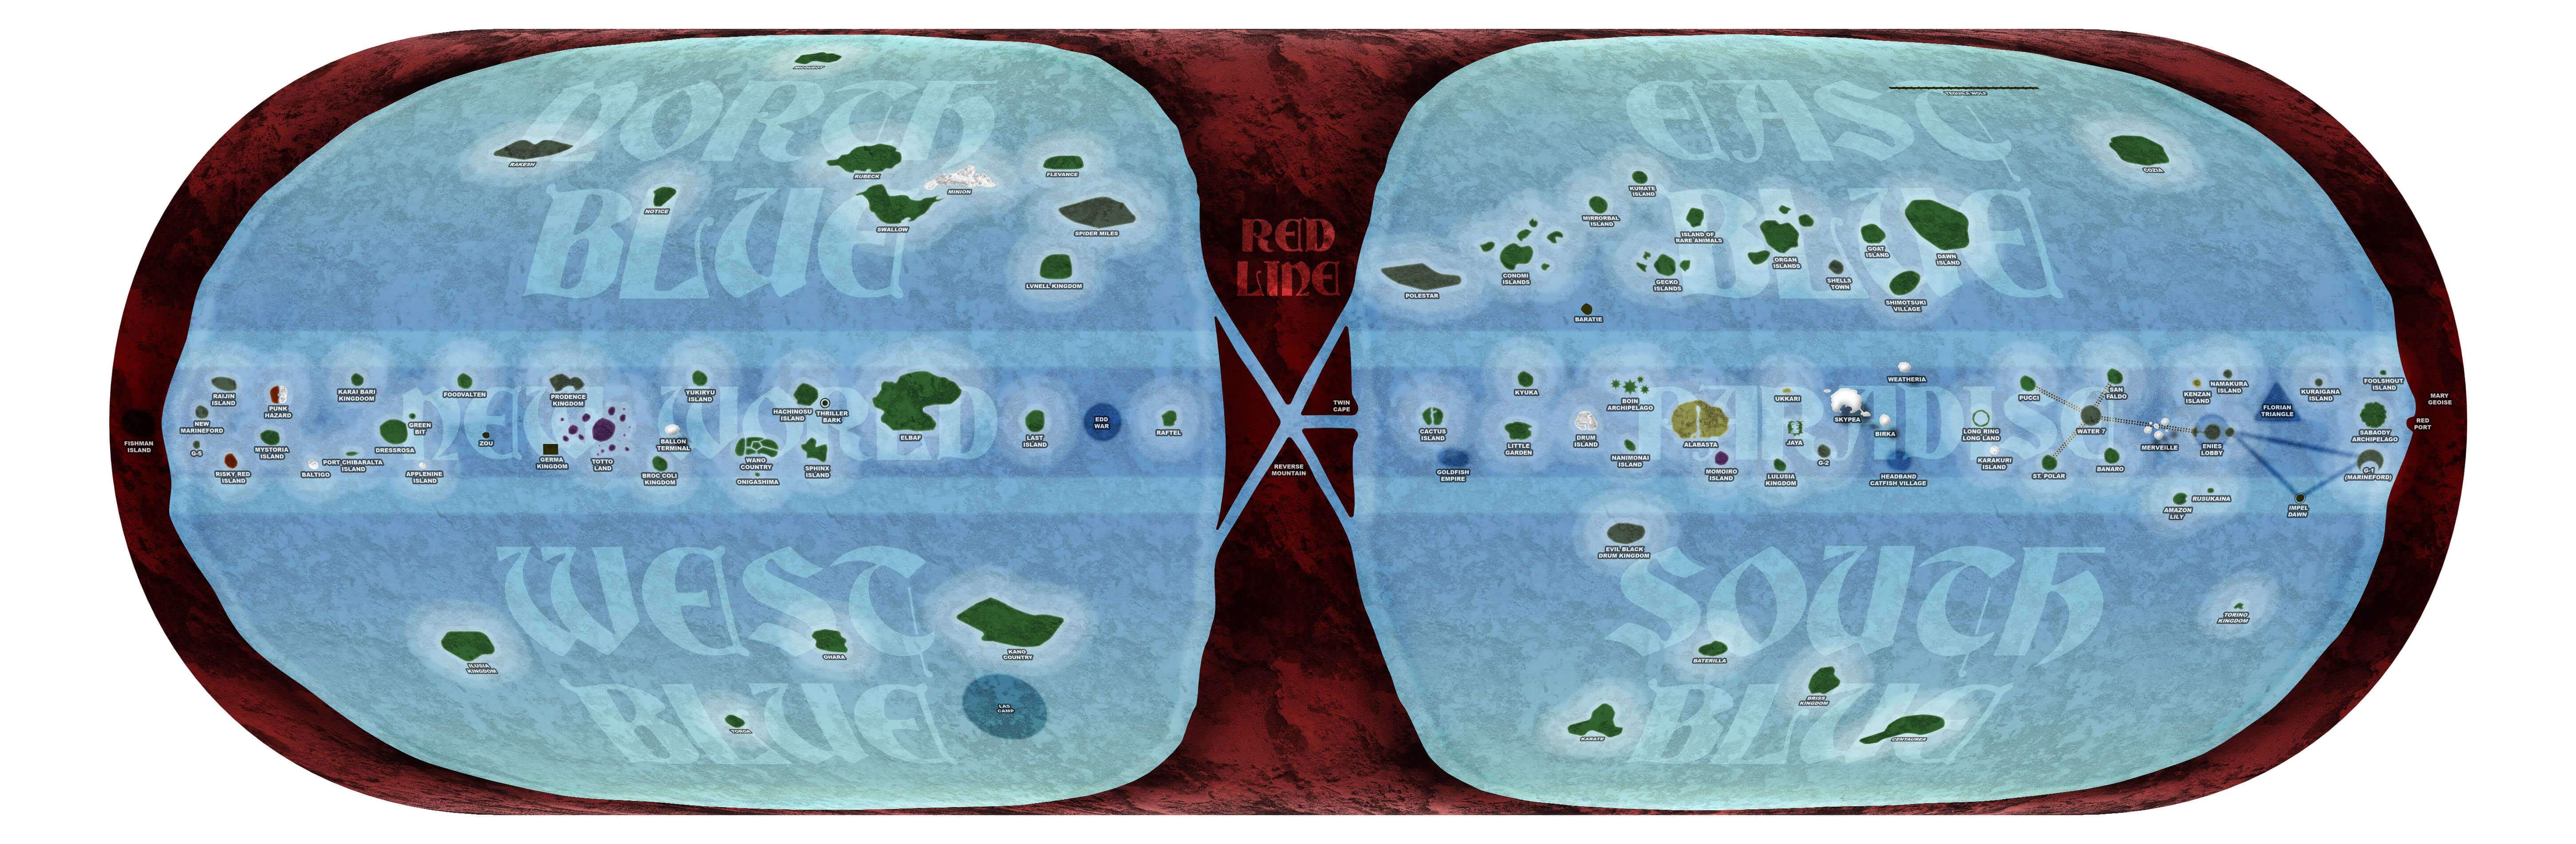 NORTH
BLUE
RAKESH
NOTICE
RUBECK
SWALLOW
MINION
FLEVANCE
SPIDER MILES
LVNELL KINGDOM
RED
LINE
EAST
BLUE
COZIA
KUMATE
ISLAND
MIRRORBAL
ISLAND
ISLAND OF
RARE ANIMALS
CONOMI
ISLANDS
POLESTAR
GECKO
ISLANDS
ORGAN
ISLANDS
SHELLS
TOWN
GOAT
ISLAND
DAWN
ISLAND
SHIMOTSUKI
VILLAGE
BARATIE
NEW WORLD
FISHMAN
ISLAND
RAIJIN
ISLAND
NEW
MARINEFORD
G-5
RISKY RED
ISLAND
PUNK
HAZARD
MYSTORIA
ISLAND
BALTIGO
KARAI BARI
KINGDOOM
PORT CHIBARALTA
ISLAND
GREEN
BIT
DRESSROSA
APPLENINE
ISLAND
FOODVALTEN
ZOU
PRODENCE
KINGDOM
GERMA
KINGDOM
TOTTO
LAND
YUKIRYU
ISLAND
BALLON
TERMINAL
BROC COLI
KINGDOM
HACHINOSU
ISLAND
THRILLER
BARK
WANO
COUNTRY
ONIGASHIMA
SPHINX
ISLAND
ELBAF
LAST
ISLAND
EDD
WAR
RAFTEL
TWIN
CAPE
REVERSE
MOUNTAIN
PARADISE
CACTUS
ISLAND
GOLDFISH
EMPIRE
KYUKA
LITTLE
GARDEN
BOIN
ARCHIPELAGO
DRUM
ISLAND
NANIMONAI
ISLAND
ALABASTA
MOMOIRO
ISLAND
UKKARI
JAYA
LULUSIA
KINGDOM
G-2
SKYPEA
BIRKA
WEATHERIA
HEADBAND
CATFISH VILLAGE
LONG RING
LONG LAND
KARAKURI
ISLAND
PUCCI
SAN
FALDO
WATER 7
ST. POPLAR
BANARO
MERVEILLE
KENZAN
ISLAND
NAMAKURA
ISLAND
ENIES
LOBBY
AMAZON
LILY
RUSUKAINA
FLORIAN
TRIANGLE
KURAIGANA
ISLAND
IMPEL
DAWN
FOOLSHOUT
ISLAND
SABAODY
ARCHIPELAGO
G-1
(MARINEFORD)
MARY
GEOISE
RED
PORT
WEST
BLUE
ILUSIA
KINGDOM
OHARA
KANO
COUNTRY
LAS
CAMP
TOROA
SOUTH
BLUE
EVIL BLACK
DRUM KINGDOM
TORINO
KINGDOM
BATERILLA
BRISS
KINGDOM
KARATE
CENTAUREA